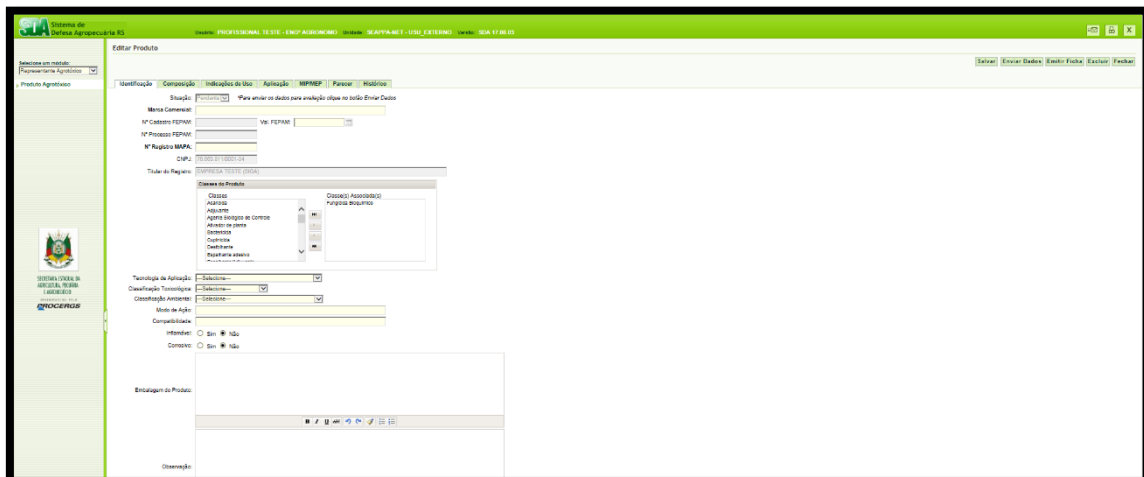 SDA Sistema de
Defesa Agropecuária RS
Usuário: PROFISSIONAL TESTE - ENGº AGRONOMO Unidade: SEAPPA-NET - USU_EXTERNO Versão: SDA 17.06.03
X
Editar Produto
Selecione um módulo:
Representante Agrotóxico
Produto Agrotóxico
Salvar Enviar Dados Emitir Ficha Excluir Fechar
Identificação Composição Indicações de Uso Aplicação MIP/MEP Parecer Histórico
Situação: Pendente *Para enviar os dados para avaliação clique no botão Enviar Dados
Marca Comercial:
Nº Cadastro FEPAM: Val. FEPAM:
Nº Processo FEPAM:
Nº Registro MAPA:
CNPJ:
Titular do Registro: EMPRESA TESTE
Classes do Produto
Classes Classe(s) Associada(s)
Acaricida Fungicida Bioquímico
Adjuvante
Agente Biológico de Controle
Ativador de planta
Bactericida
Cupinicida
Desfolhante
Espalhante adesivo
Tecnologia de Aplicação: ---Selecione---
Classificação Toxicológica: ---Selecione---
Classificação Ambiental: ---Selecione---
Modo de Ação:
Compatibilidade:
Inflamável: Sim Não
Corrosivo: Sim Não
Embalagem do Produto:
B I U
Observação:
SECRETARIA ESTADUAL DA
AGRICULTURA, PECUÁRIA
E AGRONEGÓCIO
DESENVOLVIDO PELA
PROCERGS